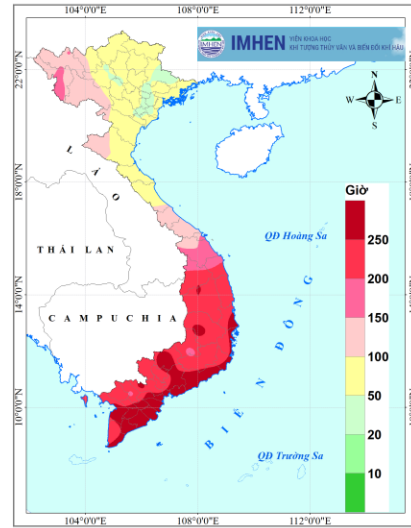 104°0'0"E 108°0'0"E 112°0'0"E
IMHEN
VIỆN KHOA HỌC
KHÍ TƯỢNG THỦY VĂN VÀ BIẾN ĐỔI KHÍ HẬU
22°0'0"N
N
W E
S
18°0'0"N
LÀO
Giờ
QĐ Hoàng Sa
THÁI LAN
250
200
14°0'0"N
CAMPUCHIA
150
BIỂN ĐÔNG
100
50
10°0'0"N
20
QĐ Trường Sa
10
104°0'0"E 108°0'0"E 112°0'0"E